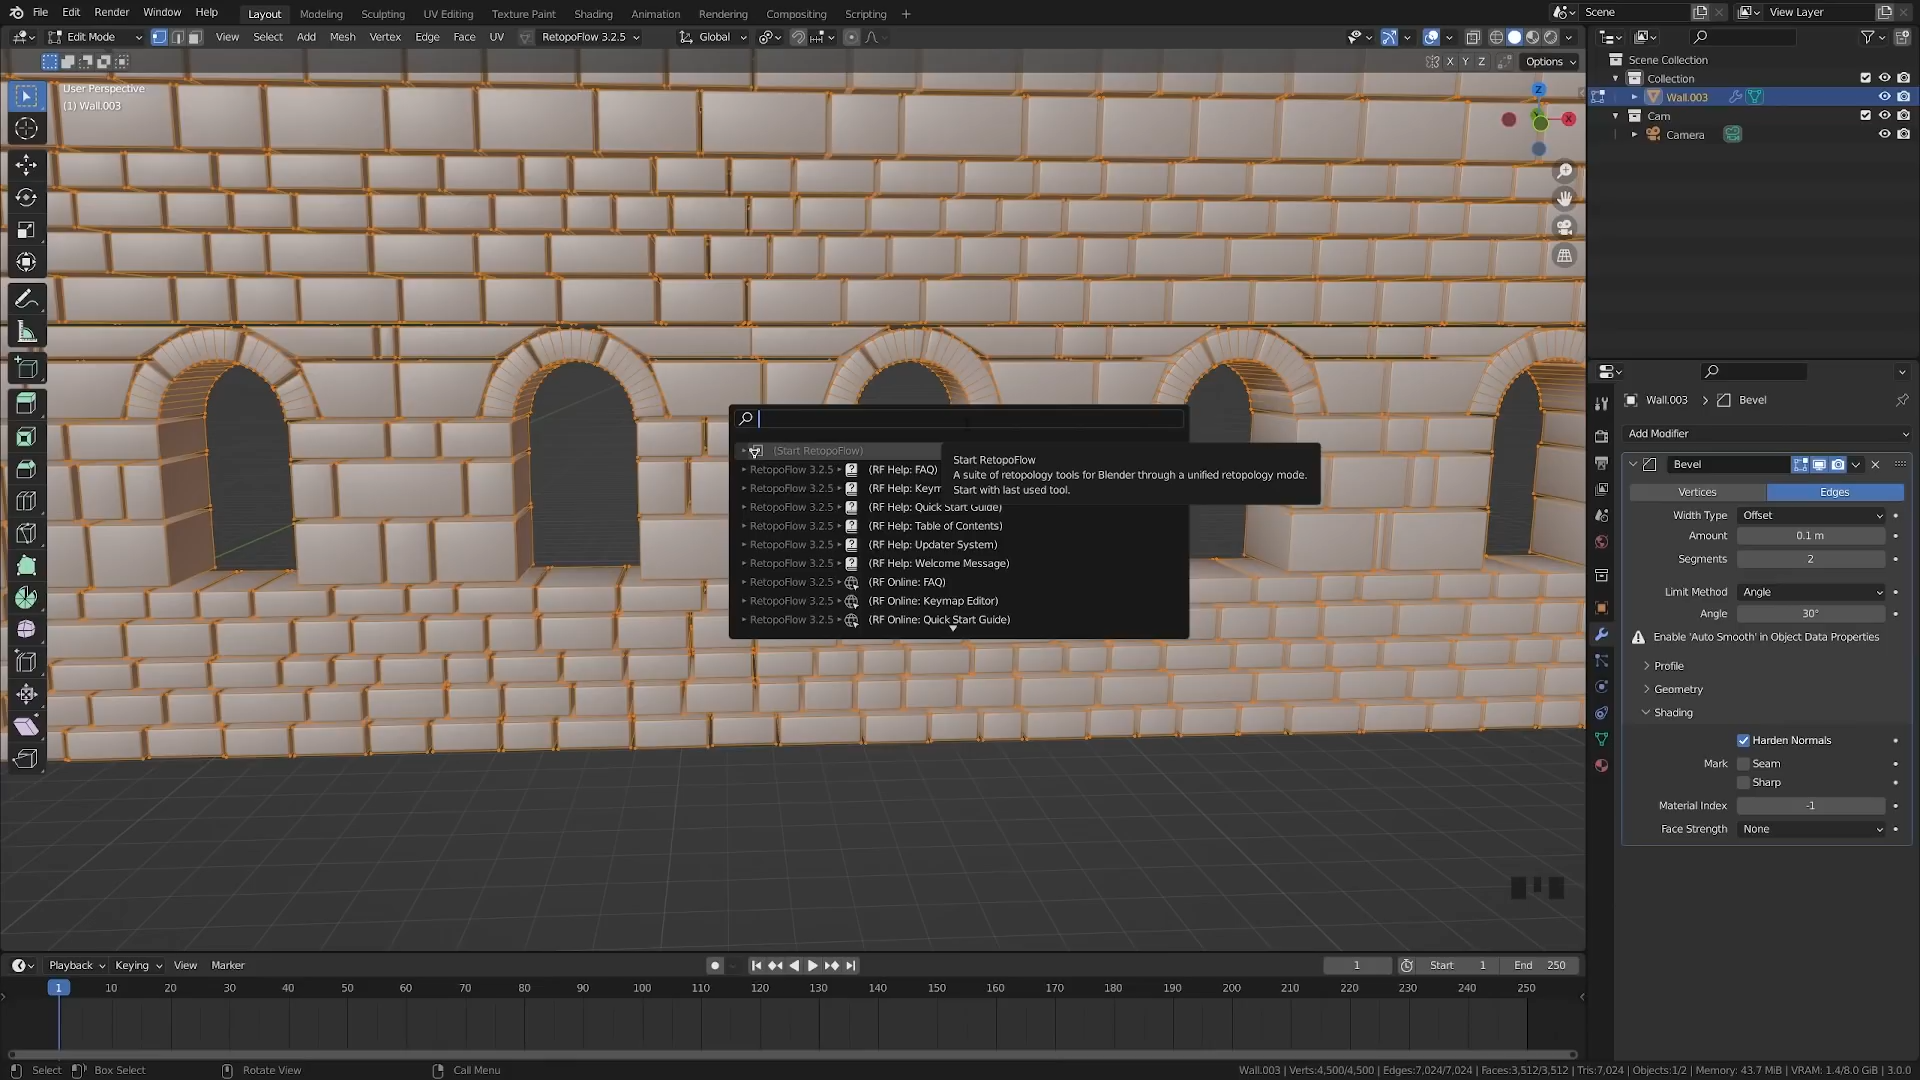 File Edit Render Window Help Layout Modeling Sculpting UV Editing Texture Paint Shading Animation Rendering Compositing Scripting + Scene View Layer
Edit Mode View Select Add Mesh Vertex Edge Face UV RetopoFlow 3.2.5 Global
X Y Z Options
User Perspective
(1) Wall.003
Z
X
Scene Collection
Collection
Wall.003
Cam
Camera
(Start RetopoFlow)
RetopoFlow 3.2.5 (RF Help: FAQ)
RetopoFlow 3.2.5 (RF Help: Keym
RetopoFlow 3.2.5 (RF Help: Quick Start Guide)
RetopoFlow 3.2.5 (RF Help: Table of Contents)
RetopoFlow 3.2.5 (RF Help: Updater System)
RetopoFlow 3.2.5 (RF Help: Welcome Message)
RetopoFlow 3.2.5 (RF Online: FAQ)
RetopoFlow 3.2.5 (RF Online: Keymap Editor)
RetopoFlow 3.2.5 (RF Online: Quick Start Guide)
Start RetopoFlow
A suite of retopology tools for Blender through a unified retopology mode.
Start with last used tool.
Wall.003 > Bevel
Add Modifier
Bevel
Vertices Edges
Width Type Offset
Amount 0.1 m
Segments 2
Limit Method Angle
Angle 30°
Enable 'Auto Smooth' in Object Data Properties
Profile
Geometry
Shading
Harden Normals
Mark Seam
Sharp
Material Index -1
Face Strength None
Playback Keying View Marker 1 Start 1 End 250
1 10 20 30 40 50 60 70 80 90 100 110 120 130 140 150 160 170 180 190 200 210 220 230 240 250
Select Box Select Rotate View Call Menu Wall.003 | Verts:4,500/4,500 | Edges:7,024/7,024 | Faces:3,512/3,512 | Tris:7,024 | Objects:1/2 | Memory: 43.7 MiB | VRAM: 1.4/8.0 GiB | 3.0.0